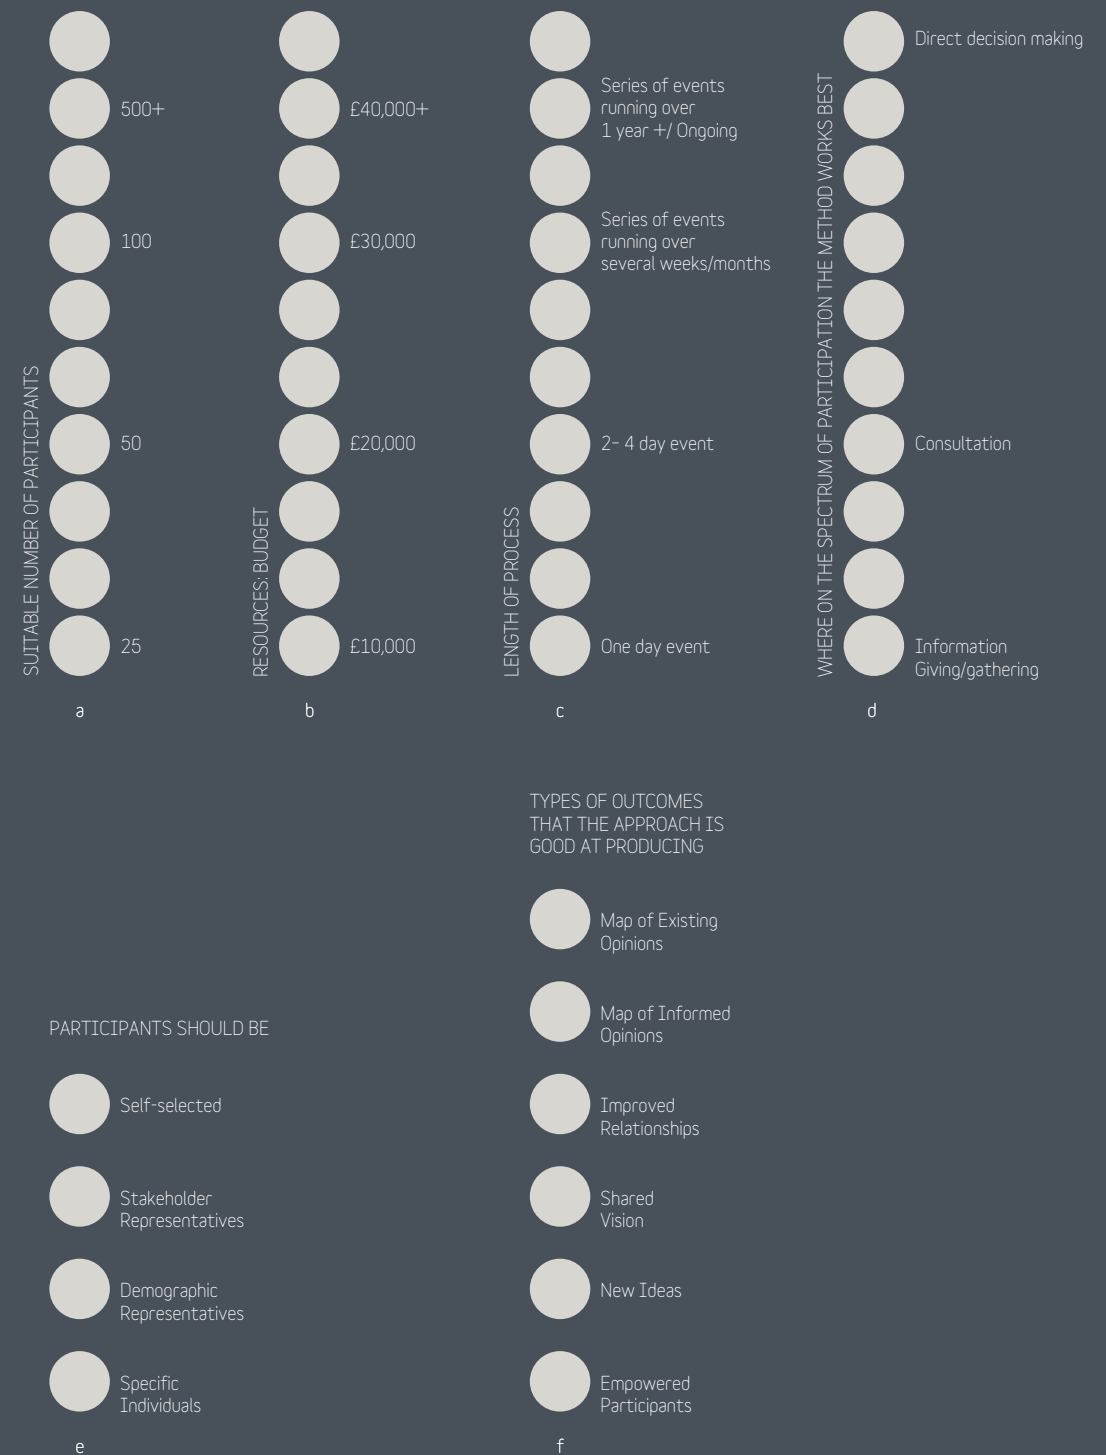 SUITABLE NUMBER OF PARTICIPANTS
500+
100
50
25
a
RESOURCES: BUDGET
£40,000+
£30,000
£20,000
£10,000
b
LENGTH OF PROCESS
Series of events
running over
1 year +/ Ongoing
Series of events
running over
several weeks/months
2- 4 day event
One day event
c
WHERE ON THE SPECTRUM OF PARTICIPATION THE METHOD WORKS BEST
Direct decision making
Consultation
Information
Giving/gathering
d
PARTICIPANTS SHOULD BE
Self-selected
Stakeholder
Representatives
Demographic
Representatives
Specific
Individuals
e
TYPES OF OUTCOMES
THAT THE APPROACH IS
GOOD AT PRODUCING
Map of Existing
Opinions
Map of Informed
Opinions
Improved
Relationships
Shared
Vision
New Ideas
Empowered
Participants
f